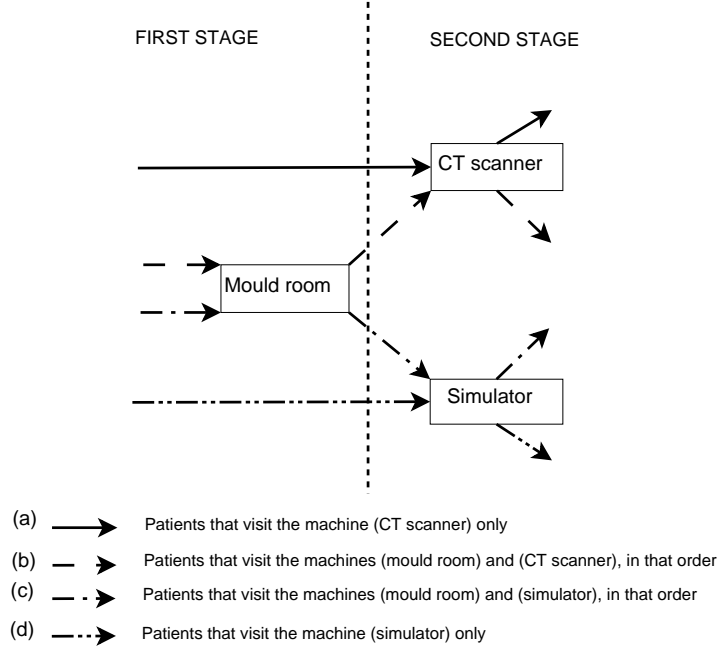 FIRST STAGE
SECOND STAGE
CT scanner
Mould room
Simulator
(a) Patients that visit the machine (CT scanner) only
(b) Patients that visit the machines (mould room) and (CT scanner), in that order
(c) Patients that visit the machines (mould room) and (simulator), in that order
(d) Patients that visit the machine (simulator) only